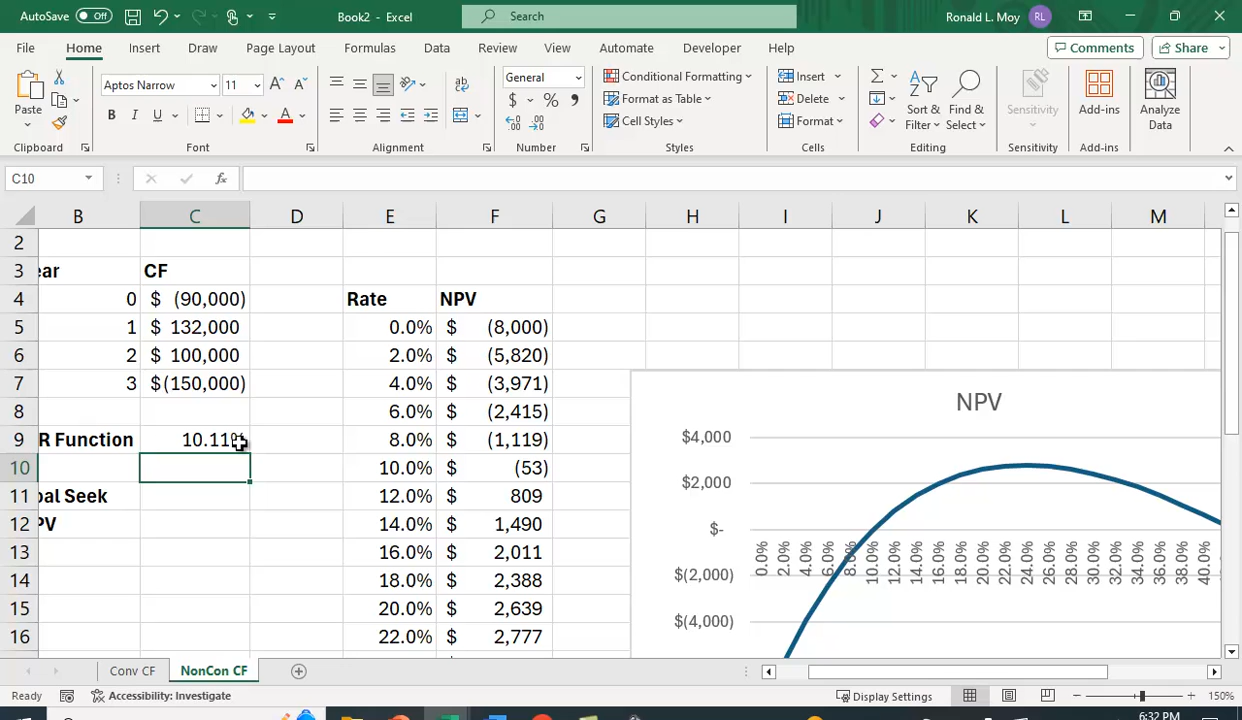 AutoSave Off Book2 - Excel Search Ronald L. Moy RL
File Home Insert Draw Page Layout Formulas Data Review View Automate Developer Help Comments Share
Paste
Clipboard
Aptos Narrow 11
B I U
Font
Alignment
General
$ % 9
Number
Conditional Formatting
Format as Table
Cell Styles
Styles
Insert
Delete
Format
Cells
Sort & Filter
Find & Select
Editing
Sensitivity
Sensitivity
Add-ins
Add-ins
Analyze Data
C10 fx
B C D E F G H I J K L M
2
3 ear CF
4 0 $ (90,000) Rate NPV
5 1 $ 132,000 0.0% $ (8,000)
6 2 $ 100,000 2.0% $ (5,820)
7 3 $(150,000) 4.0% $ (3,971)
8 6.0% $ (2,415)
9 R Function 10.11% 8.0% $ (1,119)
10 10.0% $ (53)
11 oal Seek 12.0% $ 809
12 PV 14.0% $ 1,490
13 16.0% $ 2,011
14 18.0% $ 2,388
15 20.0% $ 2,639
16 22.0% $ 2,777
NPV
$4,000
$2,000
$-
$(2,000)
$(4,000)
0.0% 2.0% 4.0% 6.0% 8.0% 10.0% 12.0% 14.0% 16.0% 18.0% 20.0% 22.0% 24.0% 26.0% 28.0% 30.0% 32.0% 34.0% 36.0% 38.0% 40.0%
Conv CF NonCon CF
Ready Accessibility: Investigate Display Settings 150%
6:32 PM